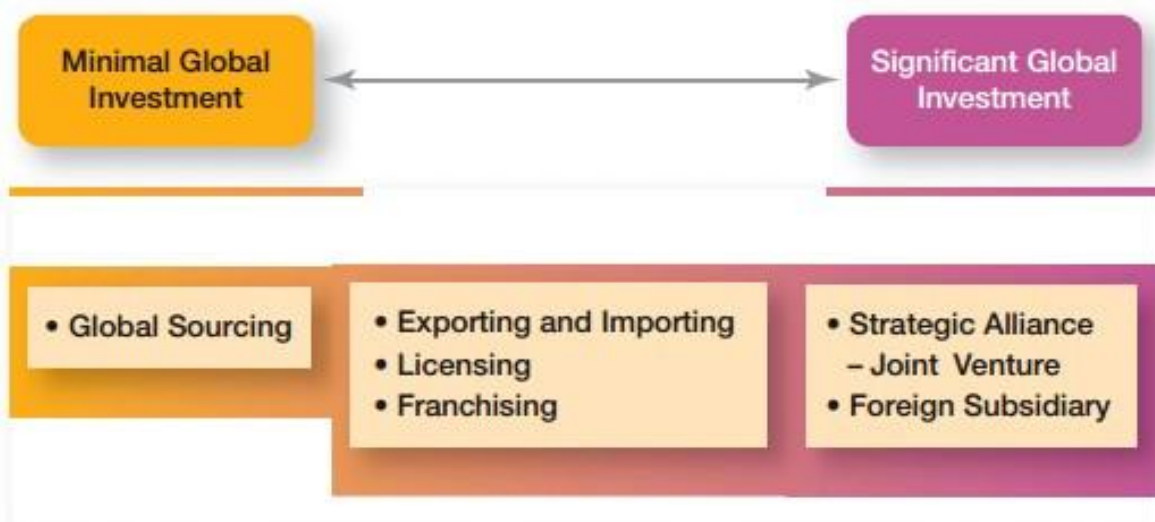 Minimal Global
Investment
Significant Global
Investment
• Global Sourcing
• Exporting and Importing
• Licensing
• Franchising
• Strategic Alliance
– Joint Venture
• Foreign Subsidiary